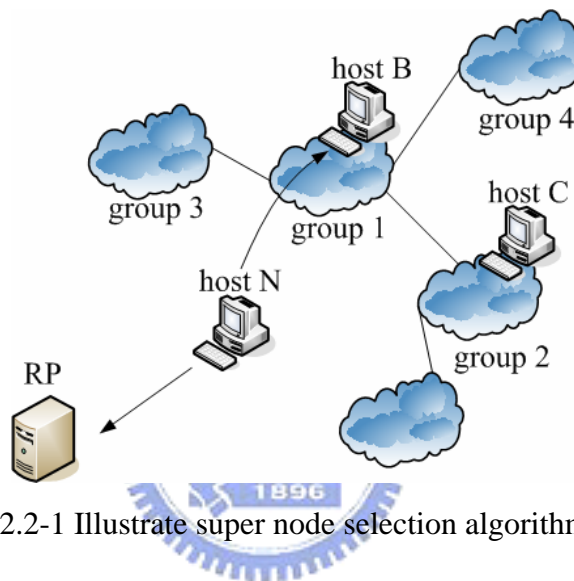 host B
group 4
group 3
host C
group 1
host N
group 2
RP
1896
2.2-1 Illustrate super node selection algorithm